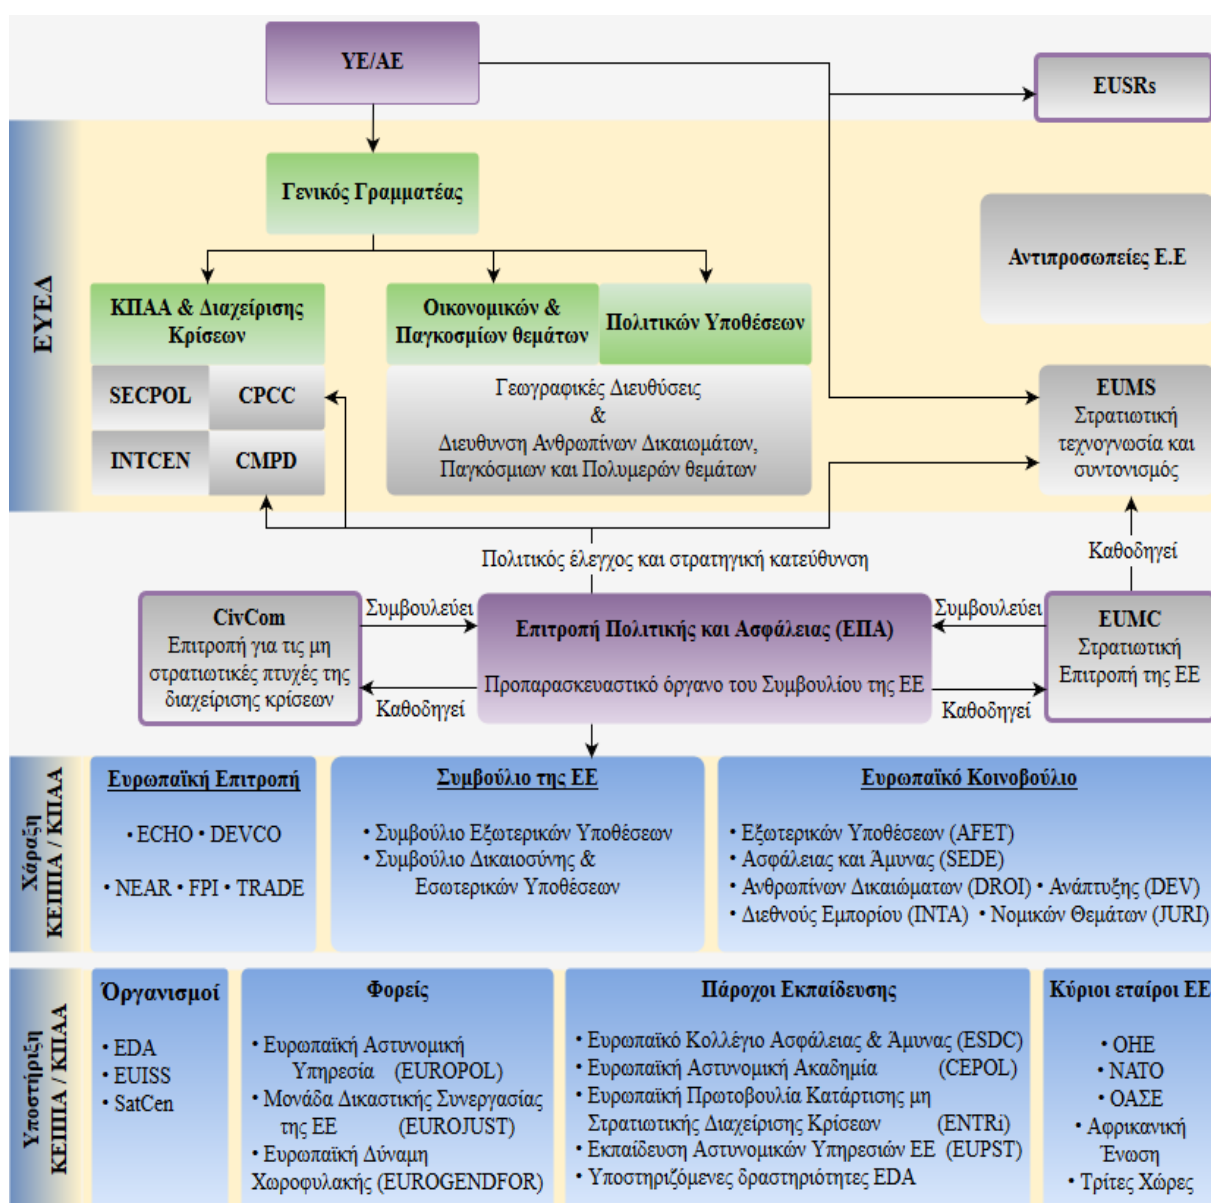 ΥΕ/ΑΕ
EUSRs
ΕΥΕΔ
Γενικός Γραμματέας
Αντιπροσωπείες Ε.Ε
ΚΠΑΑ & Διαχείρισης
Κρίσεων
Οικονομικών &
Παγκοσμίων θεμάτων
Πολιτικών Υποθέσεων
SECPOL
CPCC
INTCEN
CMPD
Γεωγραφικές Διευθύσεις
&
Διευθυνση Ανθρωπίνων Δικαιωμάτων,
Παγκόσμιων και Πολυμερών θεμάτων
EUMS
Στρατιωτική
τεχνογνωσία και
συντονισμός
Πολιτικός έλεγχος και στρατηγική κατεύθυνση
Καθοδηγεί
CivCom
Επιτροπή για τις μη
στρατιωτικές πτυχές της
διαχείρισης κρίσεων
Συμβουλεύει
Καθοδηγεί
Επιτροπή Πολιτικής και Ασφάλειας (ΕΠΑ)
Προπαρασκευαστικό όργανο του Συμβουλίου της ΕΕ
Συμβουλεύει
Καθοδηγεί
EUMC
Στρατιωτική
Επιτροπή της ΕΕ
Χάραξη
ΚΕΠΠΑ / ΚΠΑΑ
Ευρωπαϊκή Επιτροπή
• ECHO • DEVCO
• NEAR • FPI • TRADE
Συμβούλιο της ΕΕ
• Συμβούλιο Εξωτερικών Υποθέσεων
• Συμβούλιο Δικαιοσύνης &
Εσωτερικών Υποθέσεων
Ευρωπαϊκό Κοινοβούλιο
• Εξωτερικών Υποθέσεων (AFET)
• Ασφάλειας και Άμυνας (SEDE)
• Ανθρωπίνων Δικαιώματων (DROI) • Ανάπτυξης (DEV)
• Διεθνούς Εμπορίου (INTA) • Νομικών Θεμάτων (JURI)
Υποστήριξη
ΚΕΠΠΑ / ΚΠΑΑ
Όργανισμοί
• EDA
• EUISS
• SatCen
Φορείς
• Ευρωπαϊκή Αστυνομική
Υπηρεσία (EUROPOL)
• Μονάδα Δικαστικής Συνεργασίας
της ΕΕ (EUROJUST)
• Ευρωπαϊκή Δύναμη
Χωροφυλακής (EUROGENDFOR)
Πάροχοι Εκπαίδευσης
• Ευρωπαϊκό Κολλέγιο Ασφάλειας & Άμυνας (ESDC)
• Ευρωπαϊκή Αστυνομική Ακαδημία (CEPOL)
• Ευρωπαϊκή Πρωτοβουλία Κατάρτισης μη
Στρατιωτικής Διαχείρισης Κρίσεων (ENTRi)
• Εκπαίδευση Αστυνομικών Υπηρεσιών ΕΕ (EUPST)
• Υποστηριζόμενες δραστηριότητες EDA
Κύριοι εταίροι ΕΕ
• ΟΗΕ
• ΝΑΤΟ
• ΟΑΣΕ
• Αφρικανική
Ένωση
• Τρίτες Χώρες